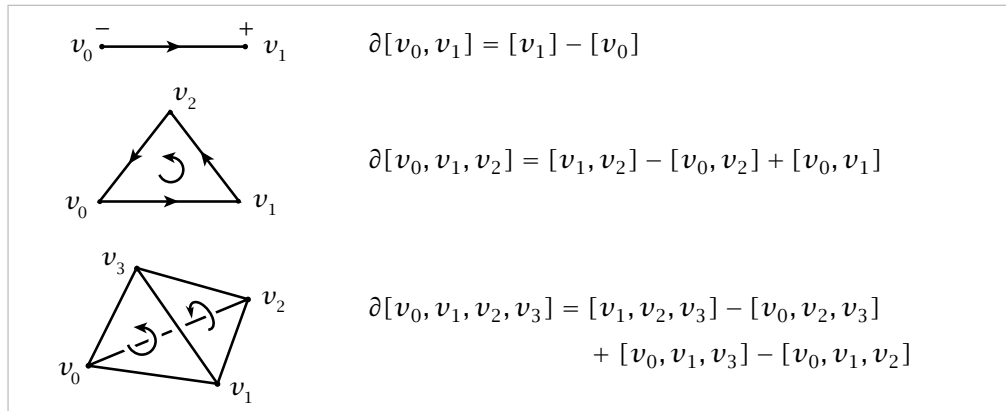 − +
v₀ v₁ ∂[v₀, v₁] = [v₁] − [v₀]
v₂
∂[v₀, v₁, v₂] = [v₁, v₂] − [v₀, v₂] + [v₀, v₁]
v₀ v₁
v₃
v₂ ∂[v₀, v₁, v₂, v₃] = [v₁, v₂, v₃] − [v₀, v₂, v₃]
+ [v₀, v₁, v₃] − [v₀, v₁, v₂]
v₀
v₁